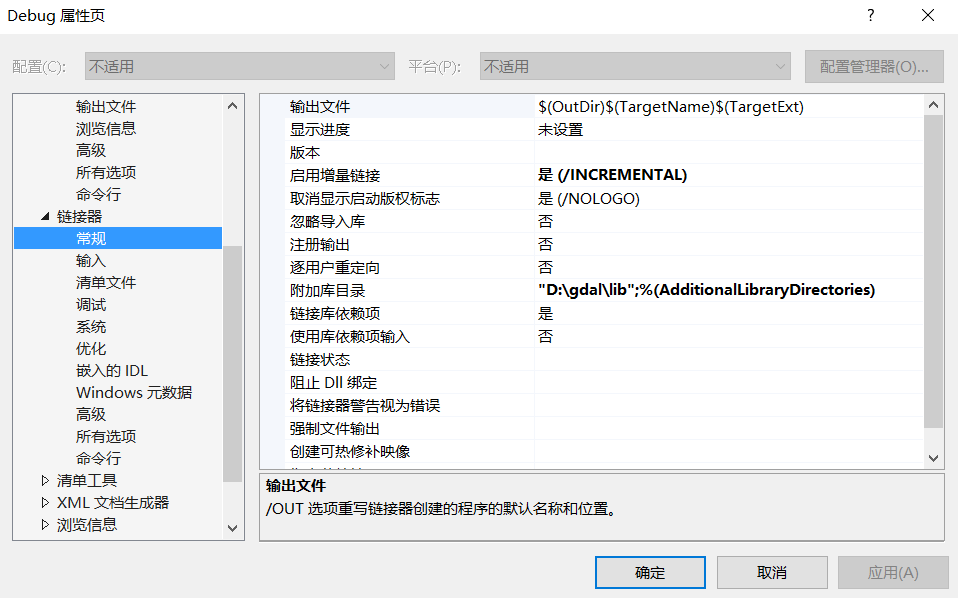 Debug 属性页
配置(C): 不适用 平台(P): 不适用 配置管理器(O)...
输出文件
浏览信息
高级
所有选项
命令行
链接器
常规
输入
清单文件
调试
系统
优化
嵌入的 IDL
Windows 元数据
高级
所有选项
命令行
清单工具
XML 文档生成器
浏览信息
输出文件 $(OutDir)$(TargetName)$(TargetExt)
显示进度 未设置
版本
启用增量链接 是 (/INCREMENTAL)
取消显示启动版权标志 是 (/NOLOGO)
忽略导入库 否
注册输出 否
逐用户重定向 否
附加库目录 "D:\gdal\lib";%(AdditionalLibraryDirectories)
链接库依赖项 是
使用库依赖项输入 否
链接状态
阻止 Dll 绑定
将链接器警告视为错误
强制文件输出
创建可热修补映像
输出文件
/OUT 选项重写链接器创建的程序的默认名称和位置。
确定 取消 应用(A)